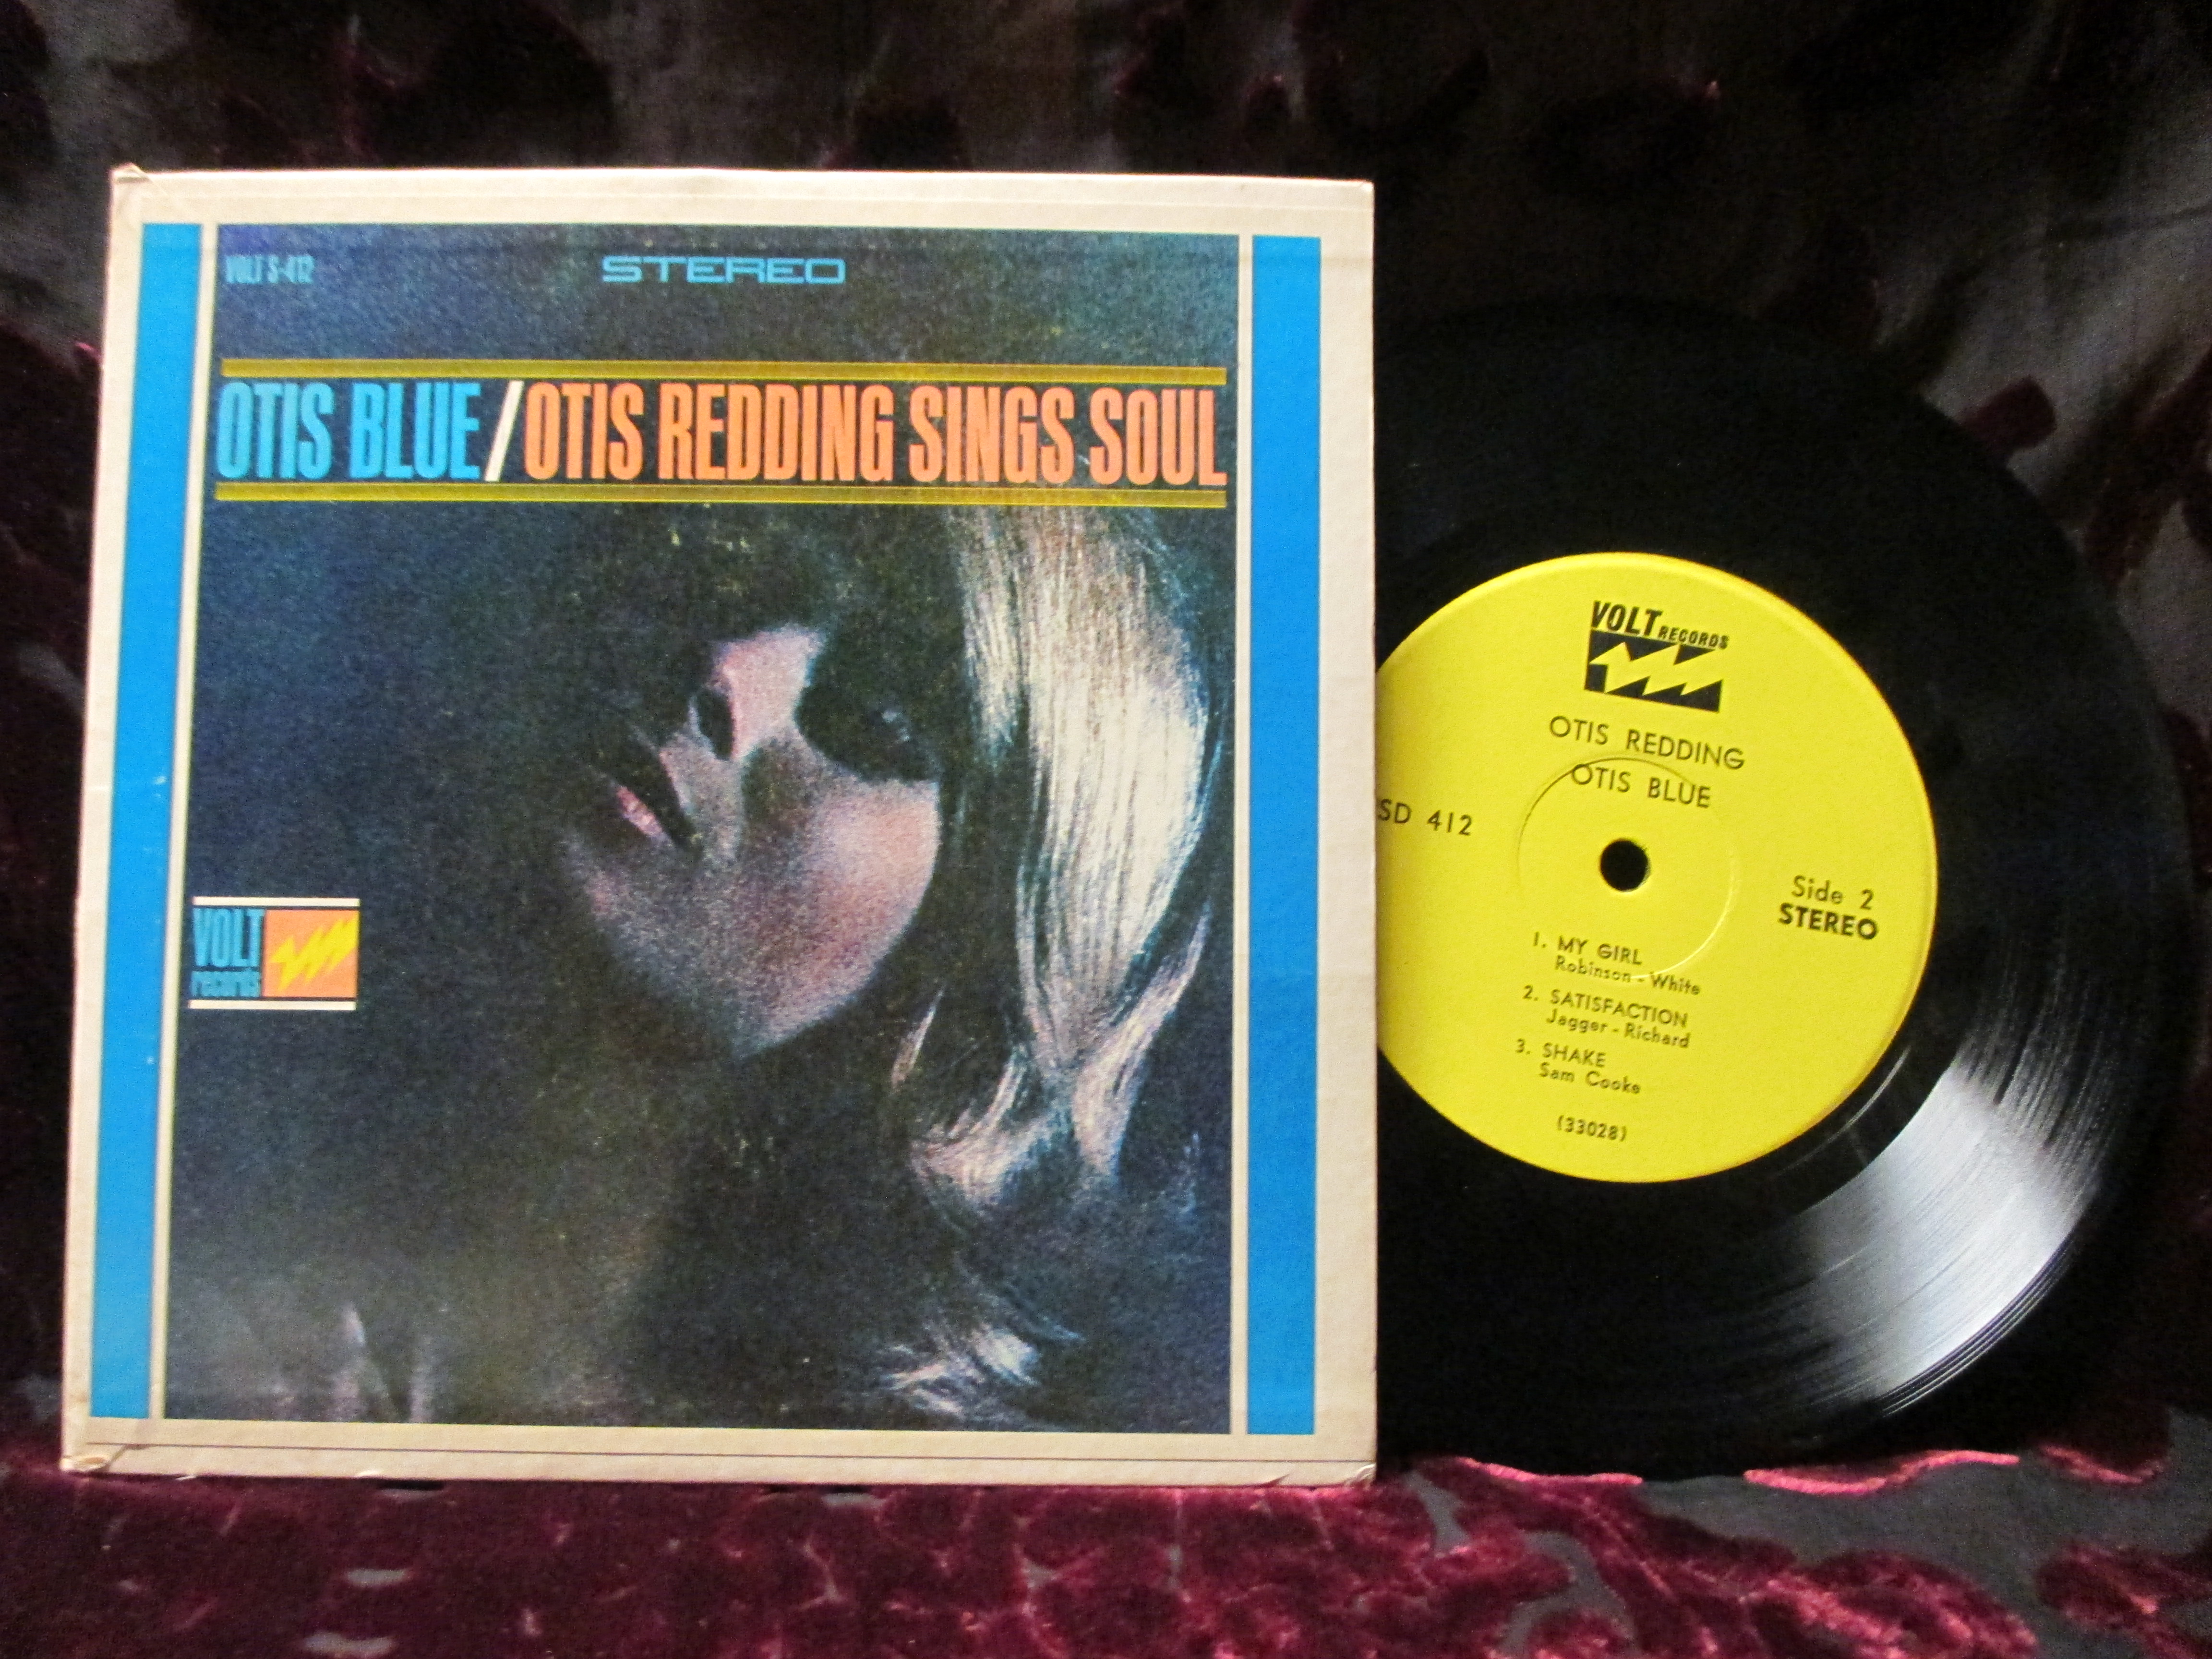 VOLT S-412
STEREO
OTIS BLUE/OTIS REDDING SINGS SOUL
VOLT
records
VOLT RECORDS
OTIS REDDING
OTIS BLUE
SD 412
Side 2
STEREO
1. MY GIRL
Robinson - White
2. SATISFACTION
Jagger - Richard
3. SHAKE
Sam Cooke
(33028)